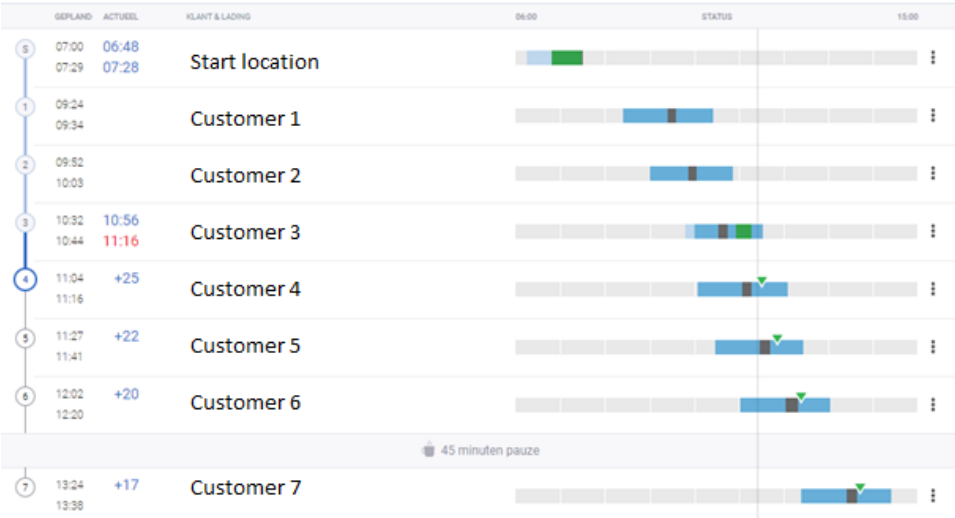 GEPLAND ACTUEEL KLANT & LADING 06:00 STATUS 15:00
S 07:00 06:48
07:29 07:28 Start location
1 09:24
09:34 Customer 1
2 09:52
10:03 Customer 2
3 10:32 10:56
10:44 11:16 Customer 3
4 11:04 +25
11:16 Customer 4
5 11:27 +22
11:41 Customer 5
6 12:02 +20
12:20 Customer 6
45 minuten pauze
7 13:24 +17
13:38 Customer 7